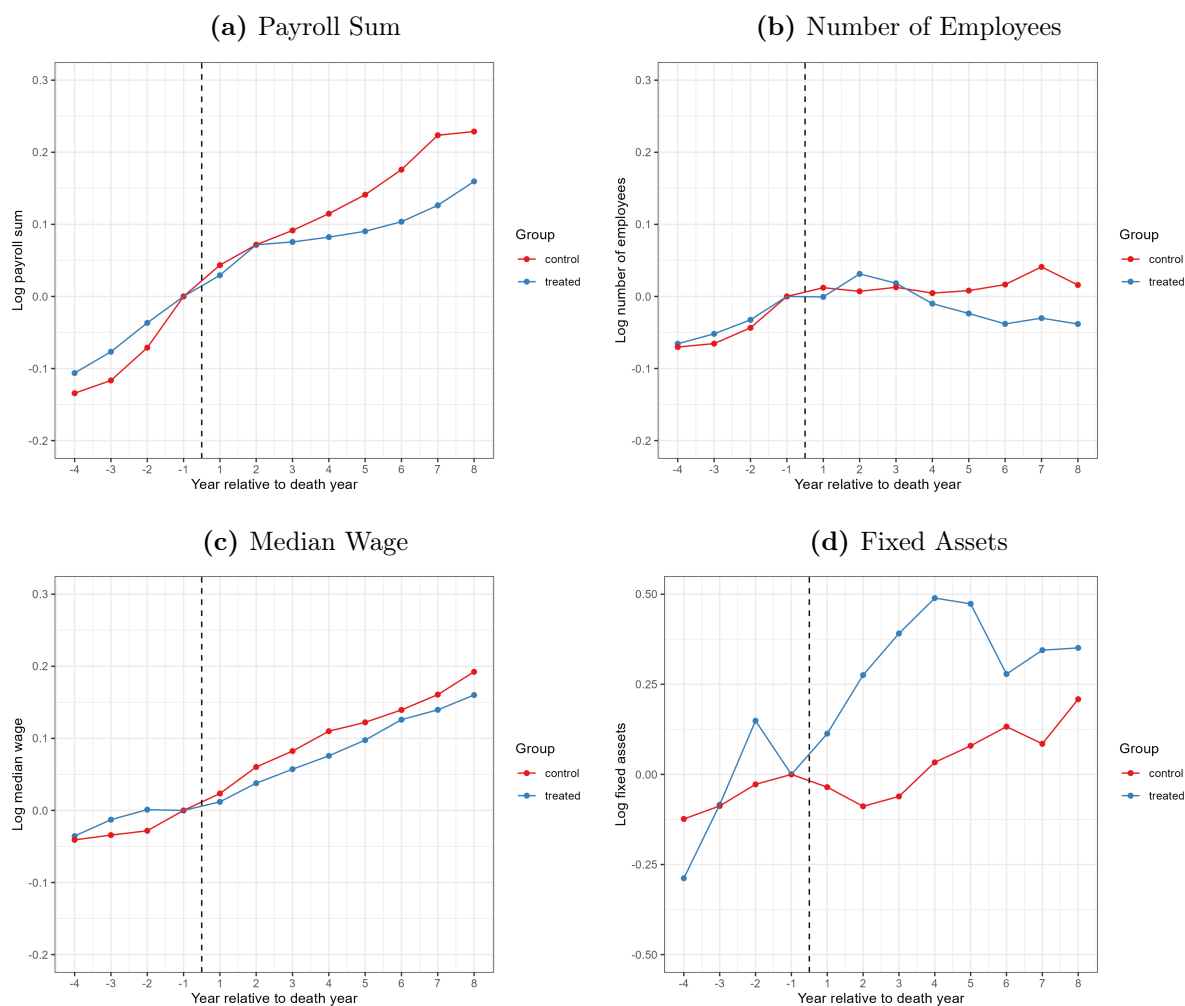 (a) Payroll Sum
0.3
0.2
0.1
0.0
-0.1
-0.2
Log payroll sum
-4 -3 -2 -1 1 2 3 4 5 6 7 8
Year relative to death year
Group
control
treated
(b) Number of Employees
0.3
0.2
0.1
0.0
-0.1
-0.2
Log number of employees
-4 -3 -2 -1 1 2 3 4 5 6 7 8
Year relative to death year
Group
control
treated
(c) Median Wage
0.3
0.2
0.1
0.0
-0.1
-0.2
Log median wage
-4 -3 -2 -1 1 2 3 4 5 6 7 8
Year relative to death year
Group
control
treated
(d) Fixed Assets
0.50
0.25
0.00
-0.25
-0.50
Log fixed assets
-4 -3 -2 -1 1 2 3 4 5 6 7 8
Year relative to death year
Group
control
treated